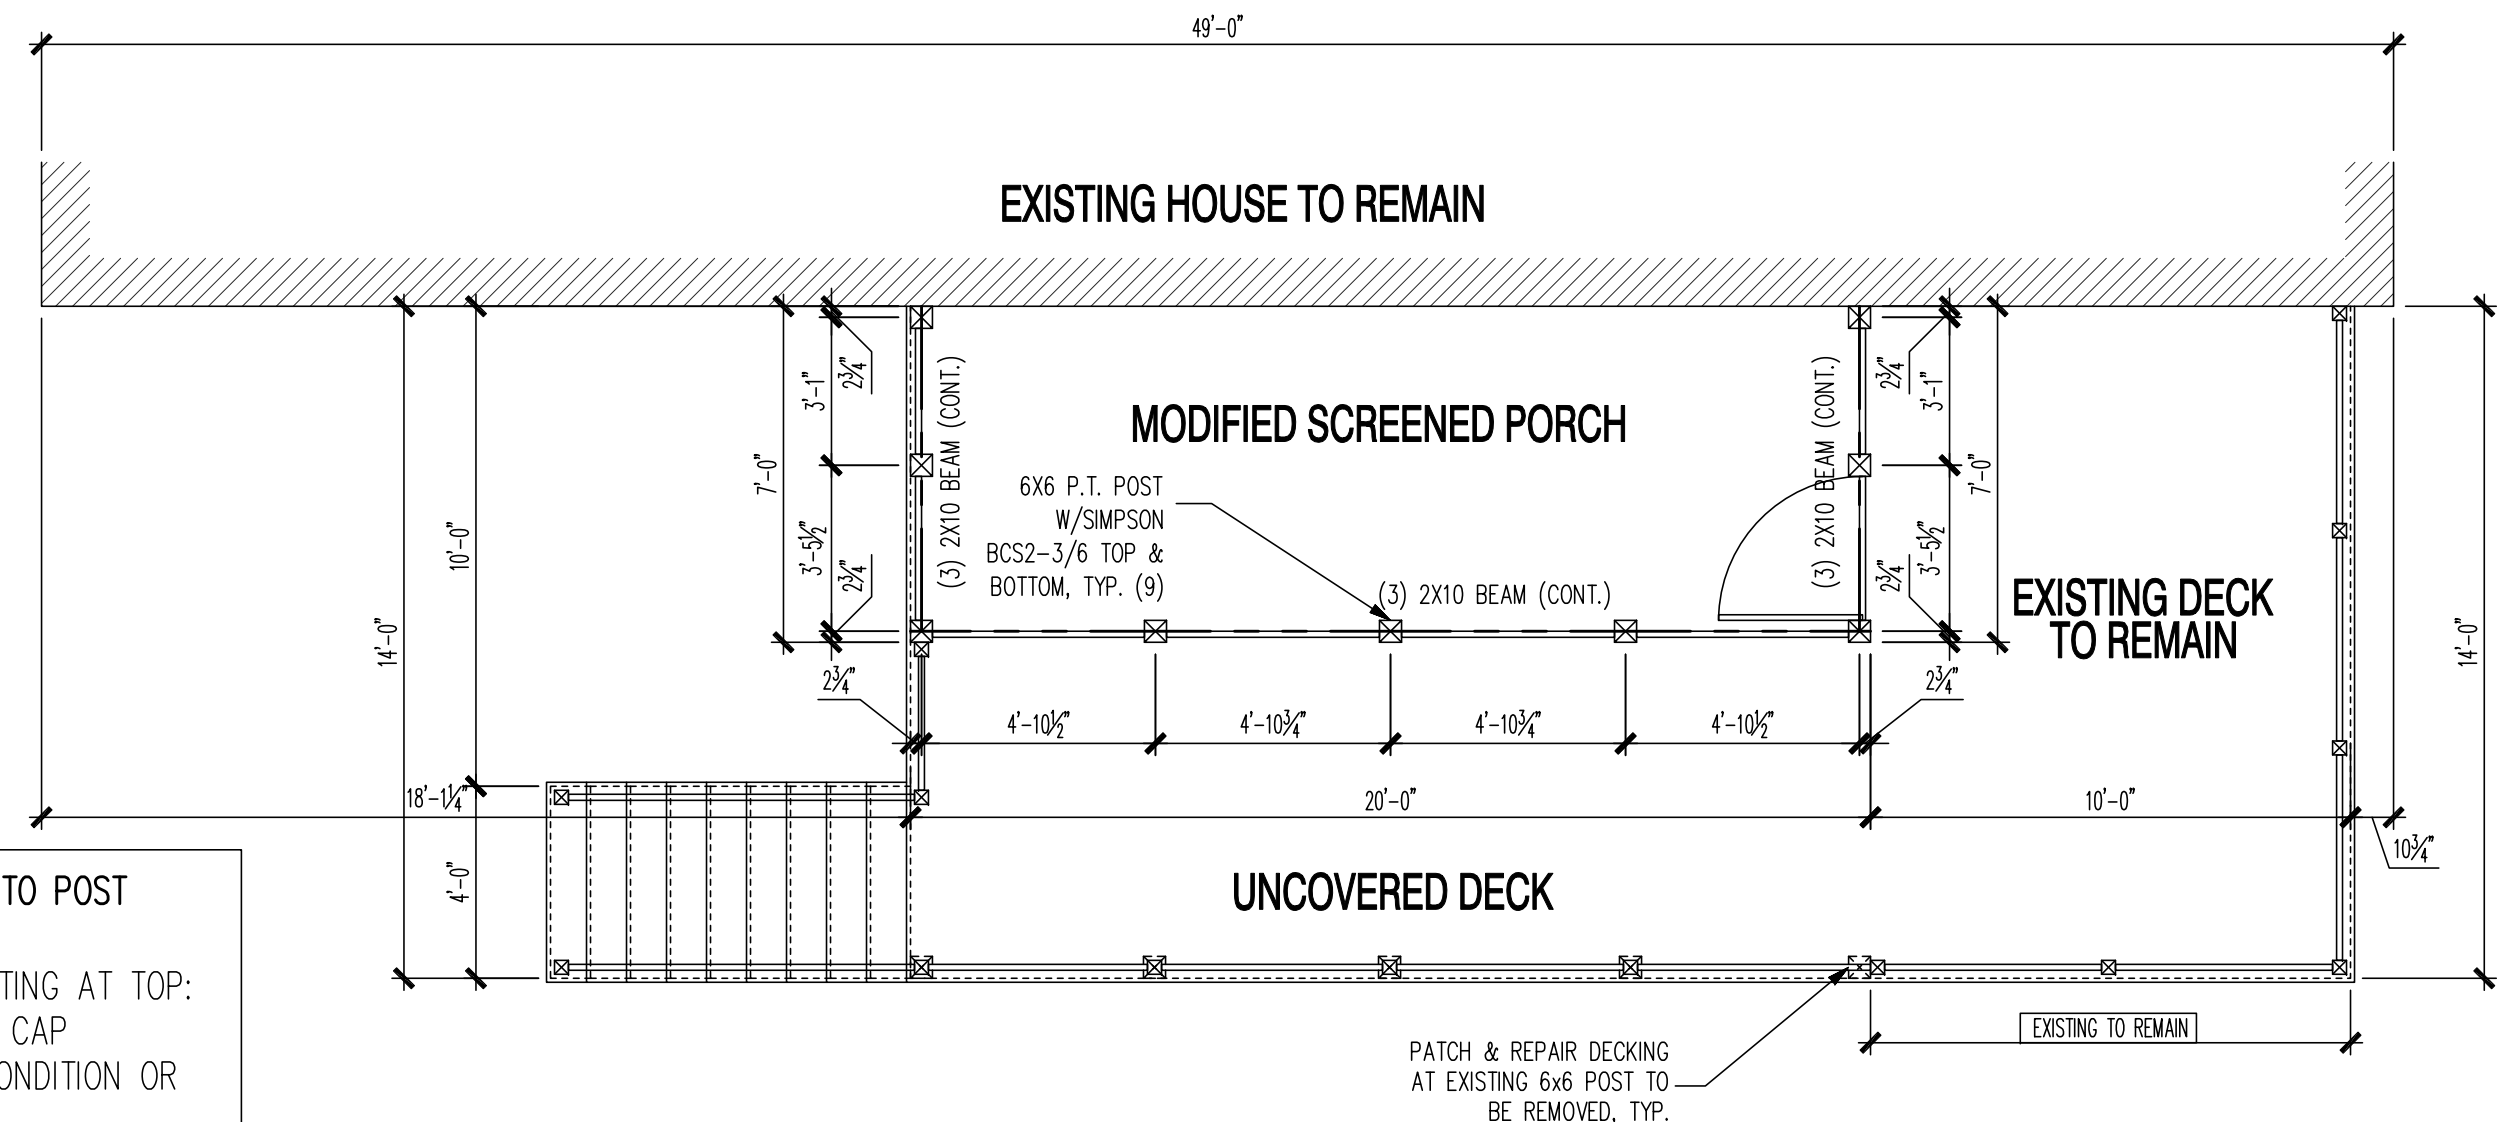 49'-0"
EXISTING HOUSE TO REMAIN
2¾"
3'-1"
7'-0"
3'-5½"
2¾"
10'-0"
14'-0"
4'-0"
(3) 2X10 BEAM (CONT.)
MODIFIED SCREENED PORCH
6X6 P.T. POST
W/SIMPSON
BCS2-3/6 TOP &
BOTTOM, TYP. (9)
(3) 2X10 BEAM (CONT.)
(3) 2X10 BEAM (CONT.)
2¾"
3'-1"
7'-0"
3'-5½"
2¾"
EXISTING DECK
TO REMAIN
14'-0"
2¾"
4'-10½"
4'-10¾"
4'-10¾"
4'-10½"
2¾"
18'-1¼"
20'-0"
10'-0"
10¾"
UNCOVERED DECK
TO POST
TING AT TOP:
CAP
ONDITION OR
EXISTING TO REMAIN
PATCH & REPAIR DECKING
AT EXISTING 6x6 POST TO
BE REMOVED, TYP.